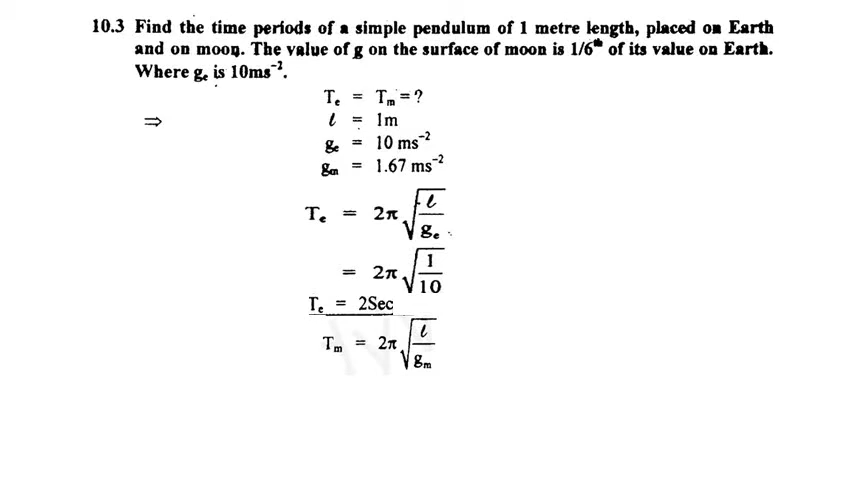 10.3 Find the time periods of a simple pendulum of 1 metre length, placed on Earth
and on moon. The value of g on the surface of moon is 1/6th of its value on Earth.
Where gₑ is 10ms⁻².
Tₑ = Tₘ = ?
⇒ ℓ = 1m
gₑ = 10 ms⁻²
gₘ = 1.67 ms⁻²
Tₑ = 2π √(ℓ/gₑ)
= 2π √(1/10)
Tₑ = 2Sec
Tₘ = 2π √(ℓ/gₘ)